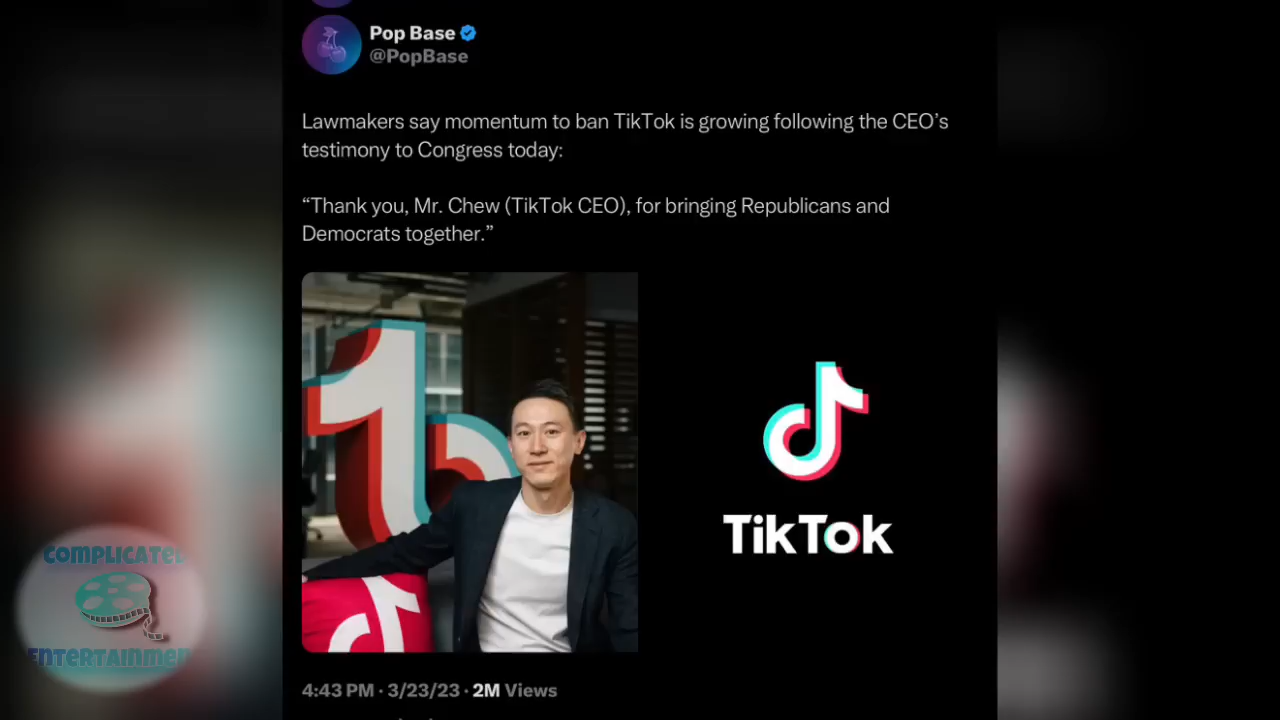 Pop Base
@PopBase
Lawmakers say momentum to ban TikTok is growing following the CEO’s
testimony to Congress today:
“Thank you, Mr. Chew (TikTok CEO), for bringing Republicans and
Democrats together.”
TikTok
COMPLICATED
ENTERTAINMEN
4:43 PM · 3/23/23 · 2M Views